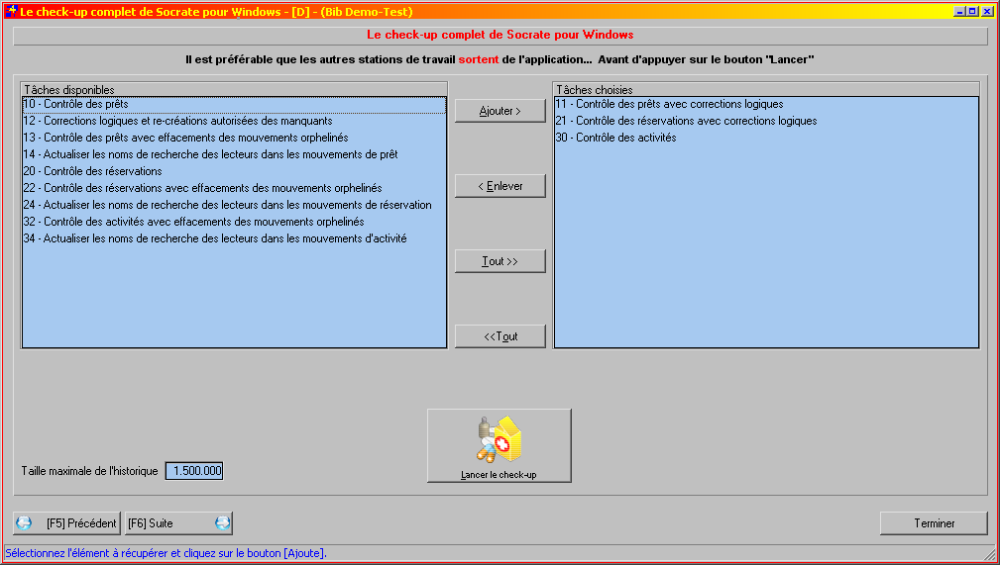 Le check-up complet de Socrate pour Windows - [D] - (Bib Demo-Test)
Le check-up complet de Socrate pour Windows
Il est préférable que les autres stations de travail sortent de l'application... Avant d'appuyer sur le bouton "Lancer"
Tâches disponibles
10 - Contrôle des prêts
12 - Corrections logiques et re-créations autorisées des manquants
13 - Contrôle des prêts avec effacements des mouvements orphelinés
14 - Actualiser les noms de recherche des lecteurs dans les mouvements de prêt
20 - Contrôle des réservations
22 - Contrôle des réservations avec effacements des mouvements orphelinés
24 - Actualiser les noms de recherche des lecteurs dans les mouvements de réservation
32 - Contrôle des activités avec effacements des mouvements orphelinés
34 - Actualiser les noms de recherche des lecteurs dans les mouvements d'activité
Ajouter >
< Enlever
Tout >>
<<Tout
Tâches choisies
11 - Contrôle des prêts avec corrections logiques
21 - Contrôle des réservations avec corrections logiques
30 - Contrôle des activités
Lancer le check-up
Taille maximale de l'historique 1.500.000
[F5] Précédent [F6] Suite Terminer
Sélectionnez l'élément à récupérer et cliquez sur le bouton [Ajoute].